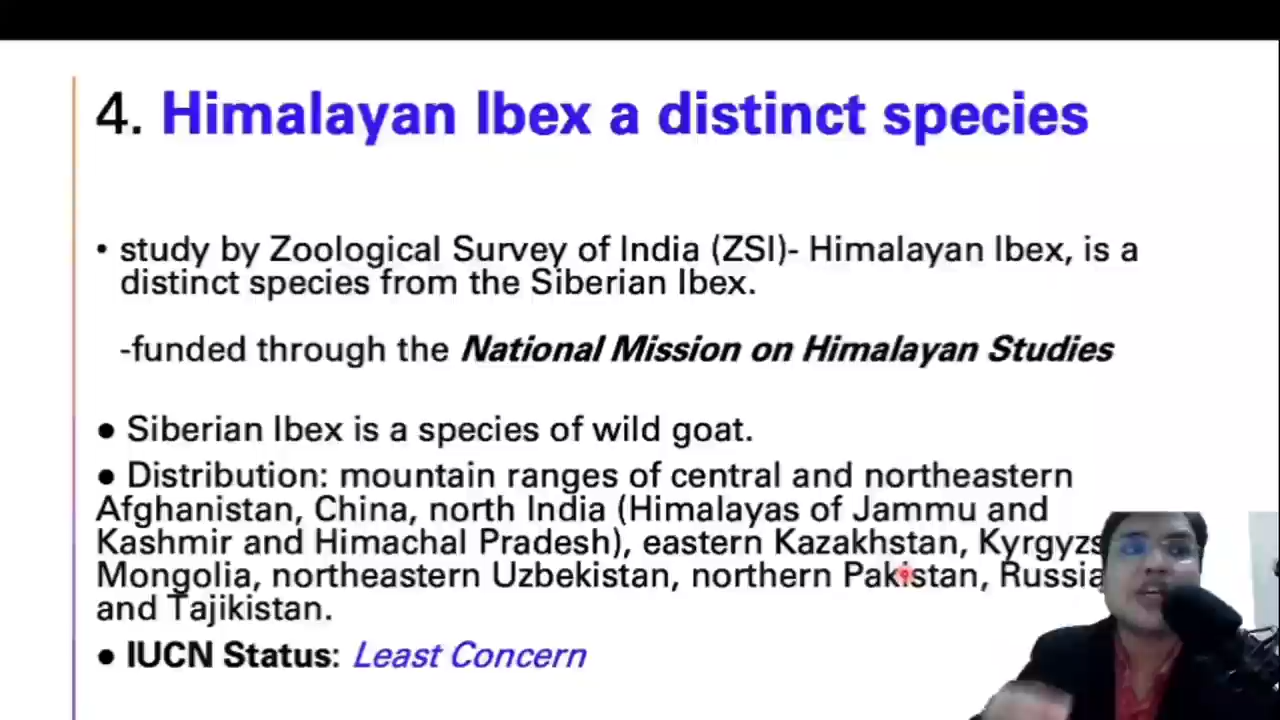 4. Himalayan Ibex a distinct species
• study by Zoological Survey of India (ZSI)- Himalayan Ibex, is a
distinct species from the Siberian Ibex.
-funded through the National Mission on Himalayan Studies
● Siberian Ibex is a species of wild goat.
● Distribution: mountain ranges of central and northeastern
Afghanistan, China, north India (Himalayas of Jammu and
Kashmir and Himachal Pradesh), eastern Kazakhstan,
Mongolia, northeastern Uzbekistan, northern Pakistan, Russia
and Tajikistan.
● IUCN Status: Least Concern